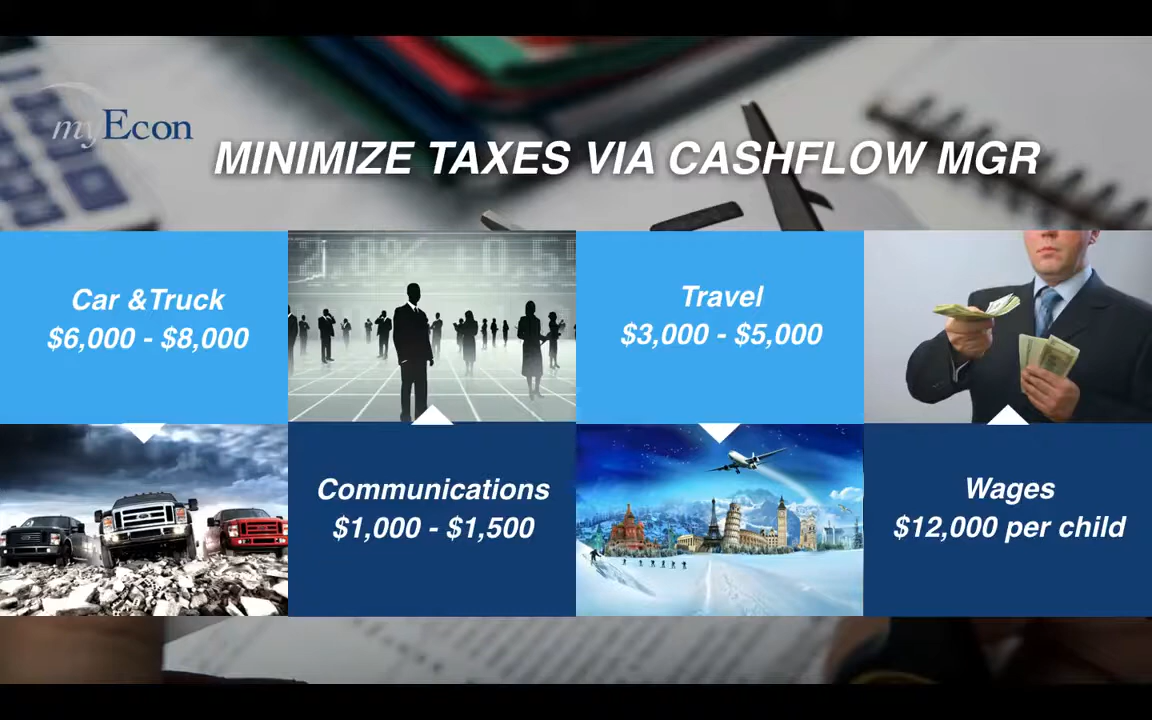 myEcon
MINIMIZE TAXES VIA CASHFLOW MGR
Car &Truck
$6,000 - $8,000
Travel
$3,000 - $5,000
Communications
$1,000 - $1,500
Wages
$12,000 per child